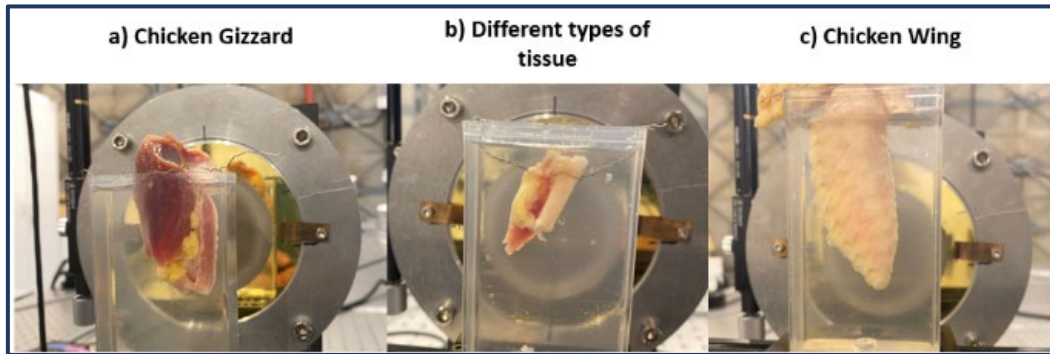 a) Chicken Gizzard
b) Different types of
tissue
c) Chicken Wing